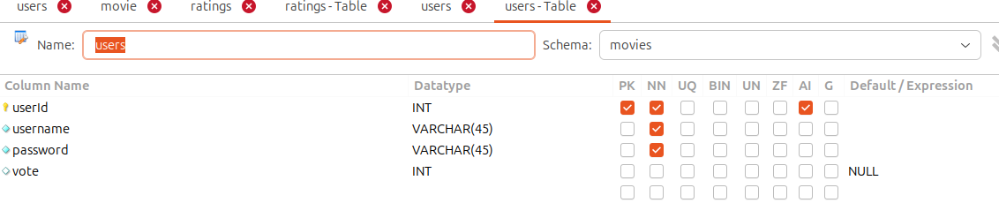 users movie ratings ratings - Table users users - Table
Name: users Schema: movies
Column Name Datatype PK NN UQ BIN UN ZF AI G Default / Expression
userId INT
username VARCHAR(45)
password VARCHAR(45)
vote INT NULL